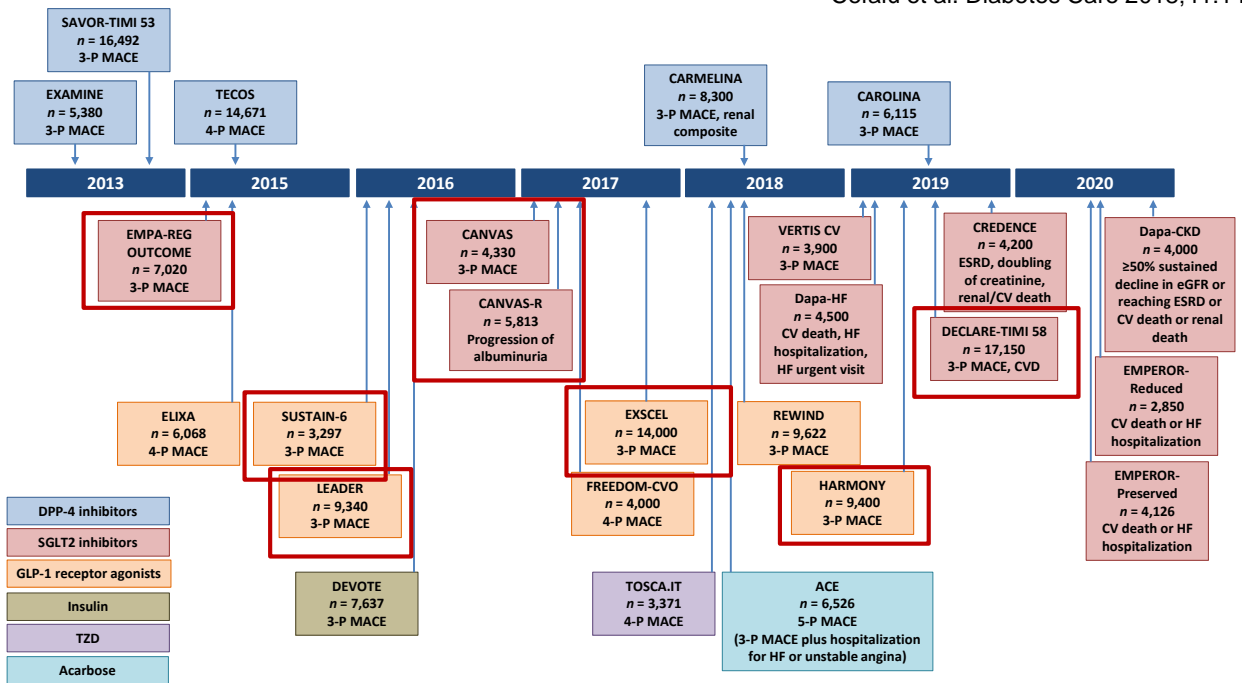 SAVOR-TIMI 53
n = 16,492
3-P MACE
EXAMINE
n = 5,380
3-P MACE
TECOS
n = 14,671
4-P MACE
CARMELINA
n = 8,300
3-P MACE, renal
composite
CAROLINA
n = 6,115
3-P MACE
2013
2015
2016
2017
2018
2019
2020
EMPA-REG
OUTCOME
n = 7,020
3-P MACE
CANVAS
n = 4,330
3-P MACE
CANVAS-R
n = 5,813
Progression of
albuminuria
VERTIS CV
n = 3,900
3-P MACE
Dapa-HF
n = 4,500
CV death, HF
hospitalization,
HF urgent visit
CREDENCE
n = 4,200
ESRD, doubling
of creatinine,
renal/CV death
DECLARE-TIMI 58
n = 17,150
3-P MACE, CVD
Dapa-CKD
n = 4,000
≥50% sustained
decline in eGFR or
reaching ESRD or
CV death or renal
death
EMPEROR-
Reduced
n = 2,850
CV death or HF
hospitalization
EMPEROR-
Preserved
n = 4,126
CV death or HF
hospitalization
ELIXA
n = 6,068
4-P MACE
SUSTAIN-6
n = 3,297
3-P MACE
LEADER
n = 9,340
3-P MACE
EXSCEL
n = 14,000
3-P MACE
FREEDOM-CVO
n = 4,000
4-P MACE
REWIND
n = 9,622
3-P MACE
HARMONY
n = 9,400
3-P MACE
DEVOTE
n = 7,637
3-P MACE
TOSCA.IT
n = 3,371
4-P MACE
ACE
n = 6,526
5-P MACE
(3-P MACE plus hospitalization
for HF or unstable angina)
DPP-4 inhibitors
SGLT2 inhibitors
GLP-1 receptor agonists
Insulin
TZD
Acarbose